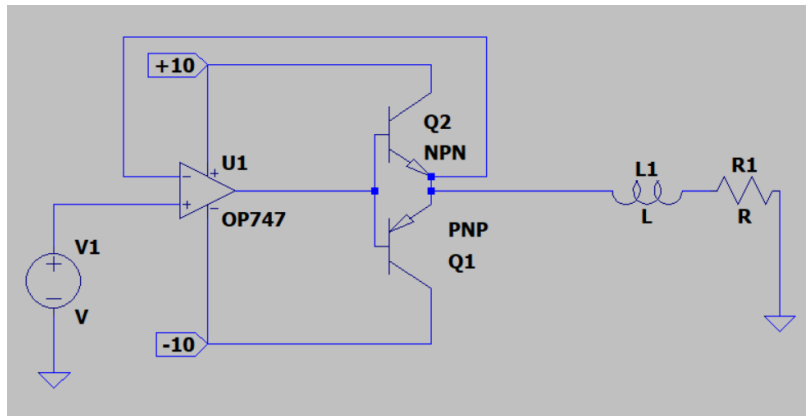 +10
Q2
NPN
U1
−
+
+
−
OP747
L1
L
R1
R
PNP
Q1
V1
+
−
V
-10